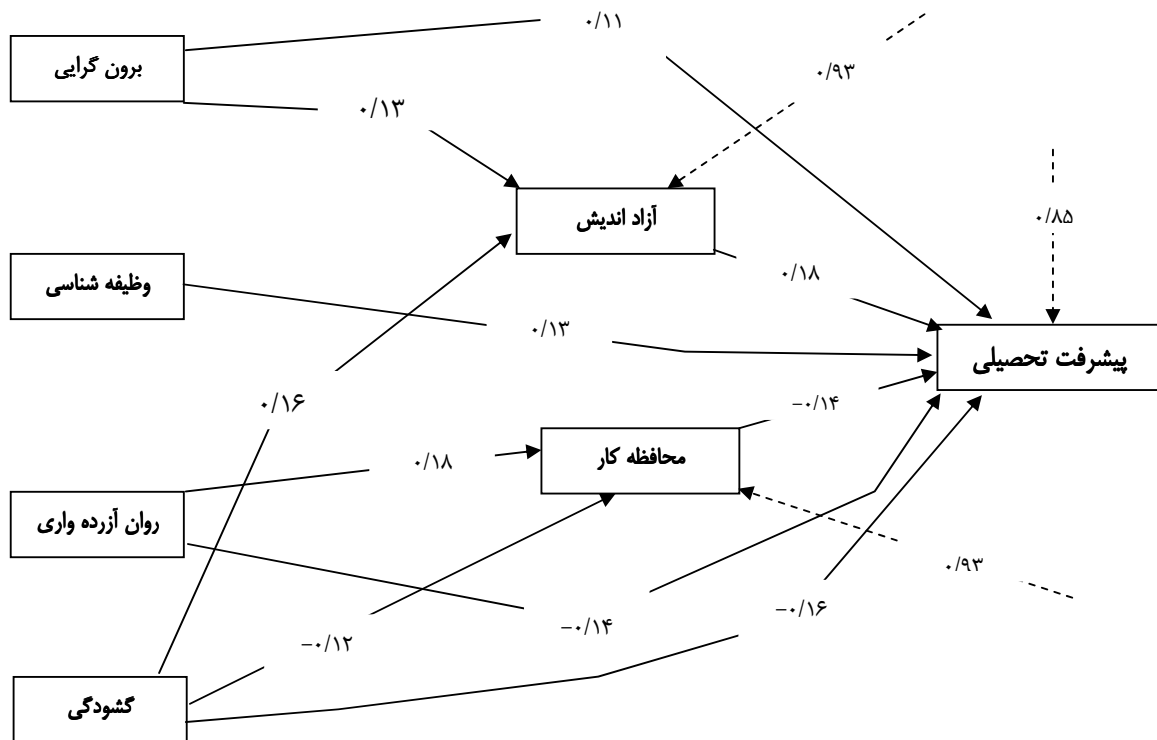 ۰/۱۱
برون گرایی
۰/۹۳
۰/۱۳
آزاد اندیش
۰/۸۵
وظیفه شناسی
۰/۱۸
۰/۱۳
پیشرفت تحصیلی
۰/۱۶
−۰/۱۴
محافظه کار
۰/۱۸
روان آزرده واری
۰/۹۳
−۰/۱۶
−۰/۱۴
−۰/۱۲
گشودگی